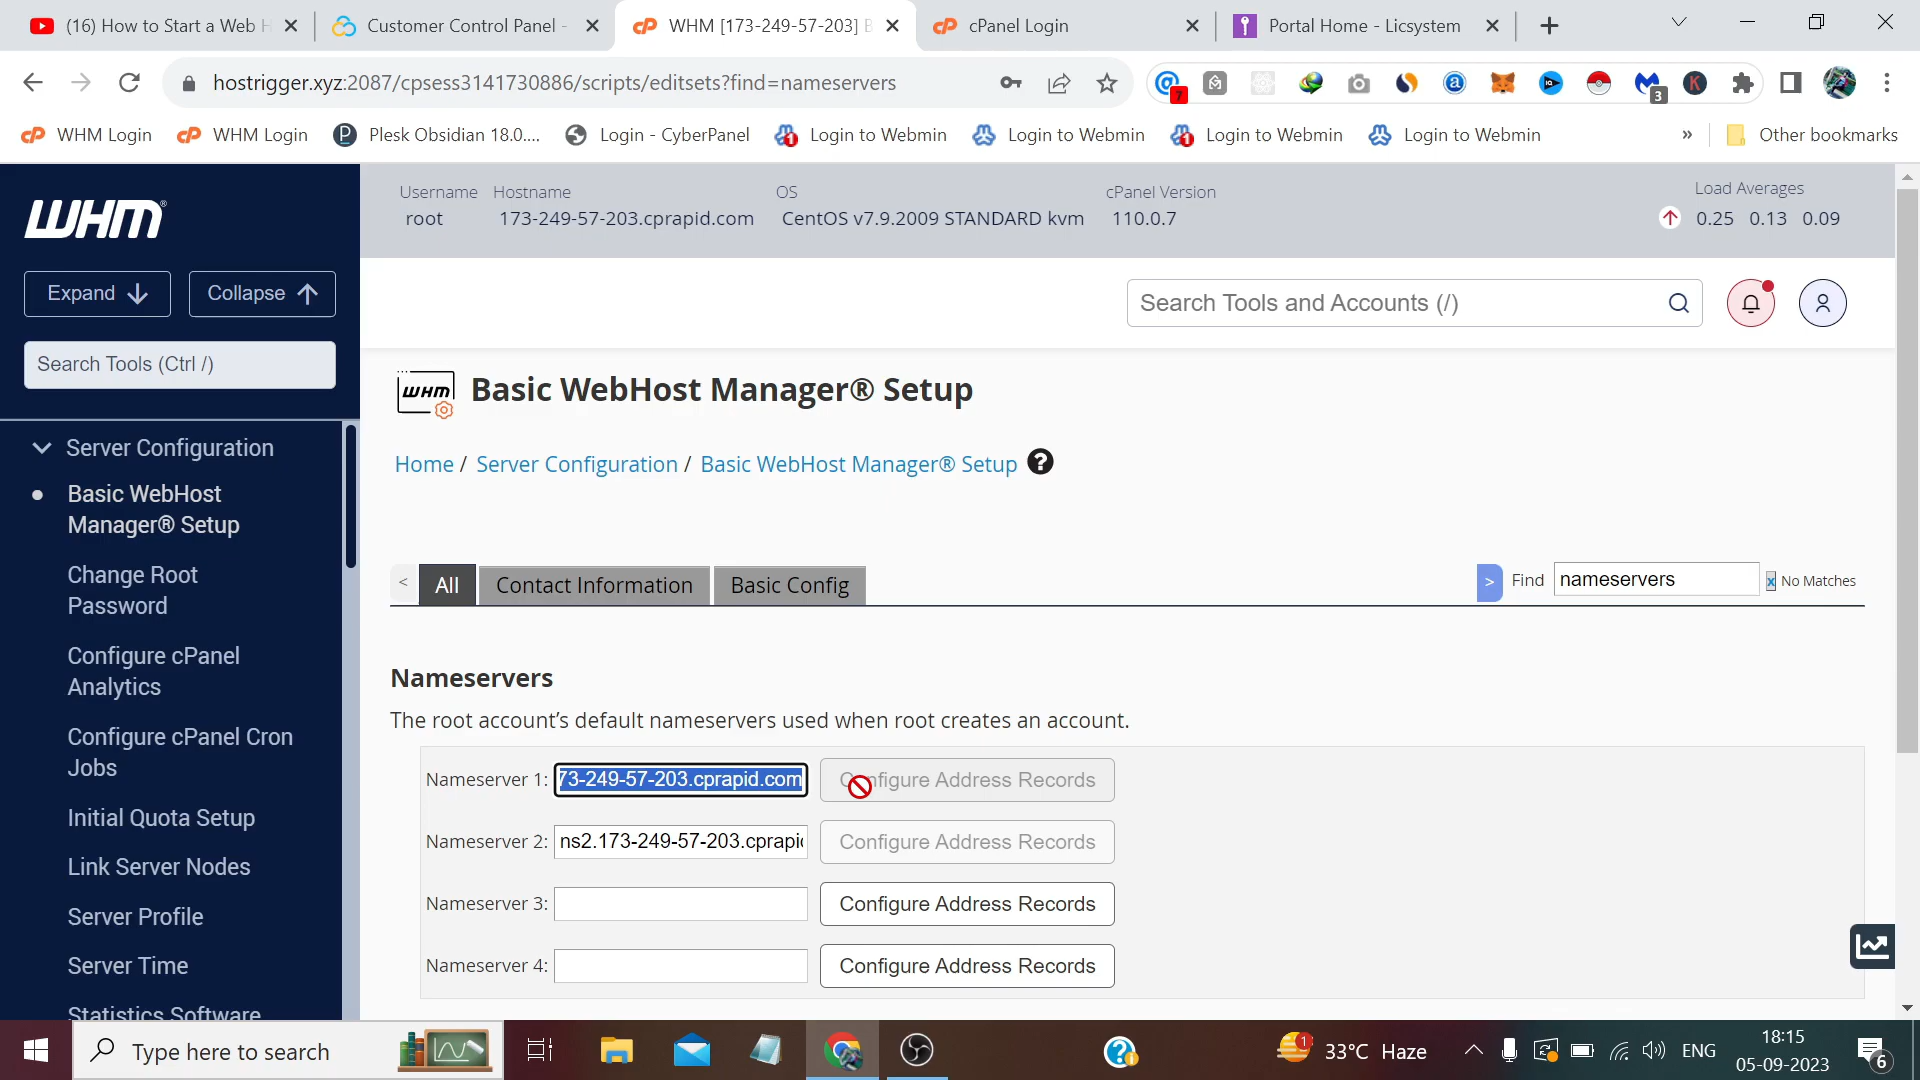 (16) How to Start a Web H
Customer Control Panel -
WHM [173-249-57-203] B
cPanel Login
Portal Home - Licsystem
hostrigger.xyz:2087/cpsess3141730886/scripts/editsets?find=nameservers
7
3
K
WHM Login
WHM Login
Plesk Obsidian 18.0....
Login - CyberPanel
Login to Webmin
Login to Webmin
Login to Webmin
Login to Webmin
»
Other bookmarks
WHM®
Expand
Collapse
Search Tools (Ctrl /)
Server Configuration
Basic WebHost
Manager® Setup
Change Root
Password
Configure cPanel
Analytics
Configure cPanel Cron
Jobs
Initial Quota Setup
Link Server Nodes
Server Profile
Server Time
Statistics Software
Username
root
Hostname
173-249-57-203.cprapid.com
OS
CentOS v7.9.2009 STANDARD kvm
cPanel Version
110.0.7
Load Averages
0.25 0.13 0.09
Search Tools and Accounts (/)
WHM
Basic WebHost Manager® Setup
Home / Server Configuration / Basic WebHost Manager® Setup ?
<
All
Contact Information
Basic Config
>
Find
nameservers
x
No Matches
Nameservers
The root account’s default nameservers used when root creates an account.
Nameserver 1: 73-249-57-203.cprapid.com Configure Address Records
Nameserver 2: ns2.173-249-57-203.cprapi Configure Address Records
Nameserver 3: Configure Address Records
Nameserver 4: Configure Address Records
Type here to search
1
33°C Haze
ENG
18:15
05-09-2023
6